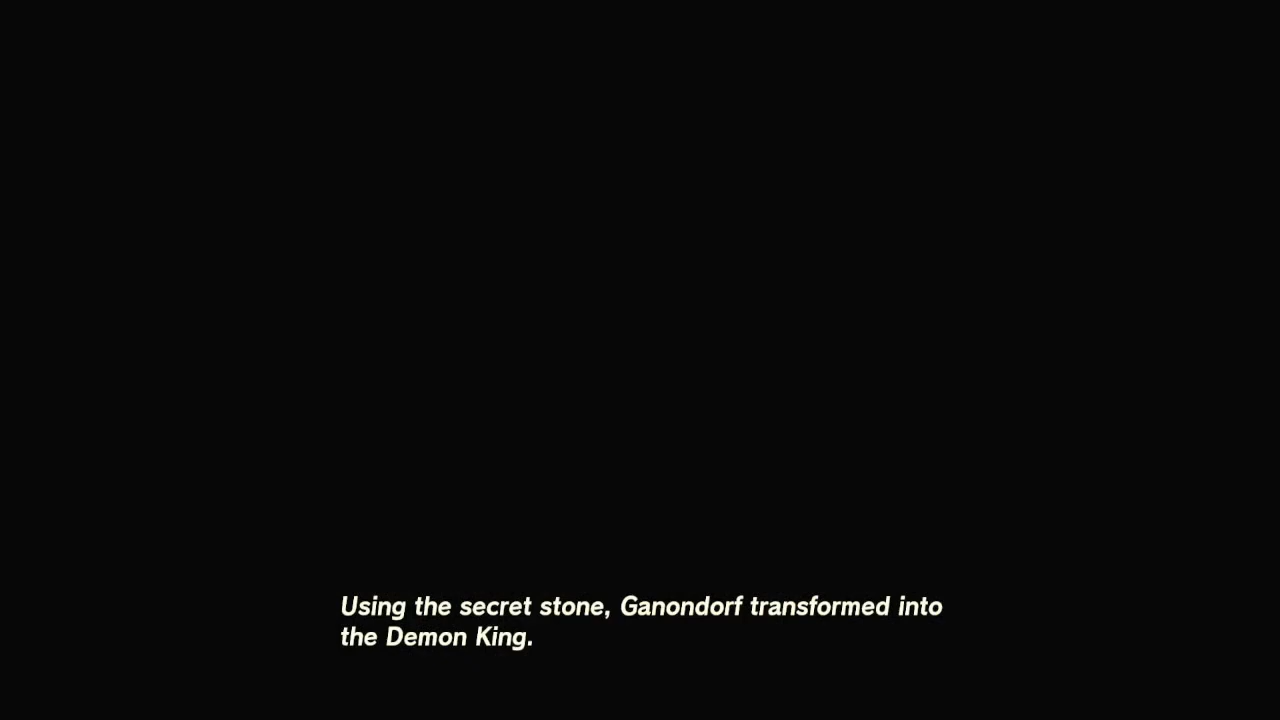 Using the secret stone, Ganondorf transformed into
the Demon King.